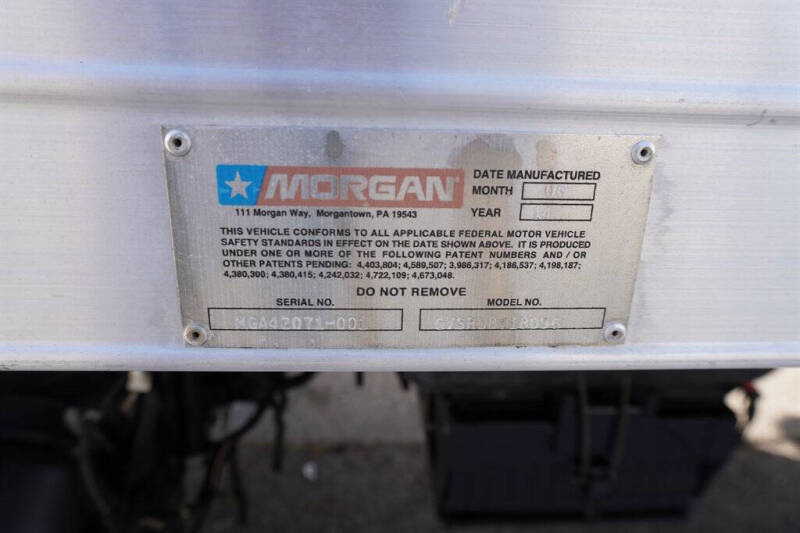 MORGAN
DATE MANUFACTURED
MONTH
111 Morgan Way, Morgantown, PA 19543
YEAR
THIS VEHICLE CONFORMS TO ALL APPLICABLE FEDERAL MOTOR VEHICLE
SAFETY STANDARDS IN EFFECT ON THE DATE SHOWN ABOVE. IT IS PRODUCED
UNDER ONE OR MORE OF THE FOLLOWING PATENT NUMBERS AND / OR
OTHER PATENTS PENDING: 4,403,804; 4,589,507; 3,986,317; 4,186,537; 4,198,187;
4,380,300; 4,380,415; 4,242,032; 4,722,109; 4,673,048.
DO NOT REMOVE
SERIAL NO. MODEL NO.
MGA42071-001